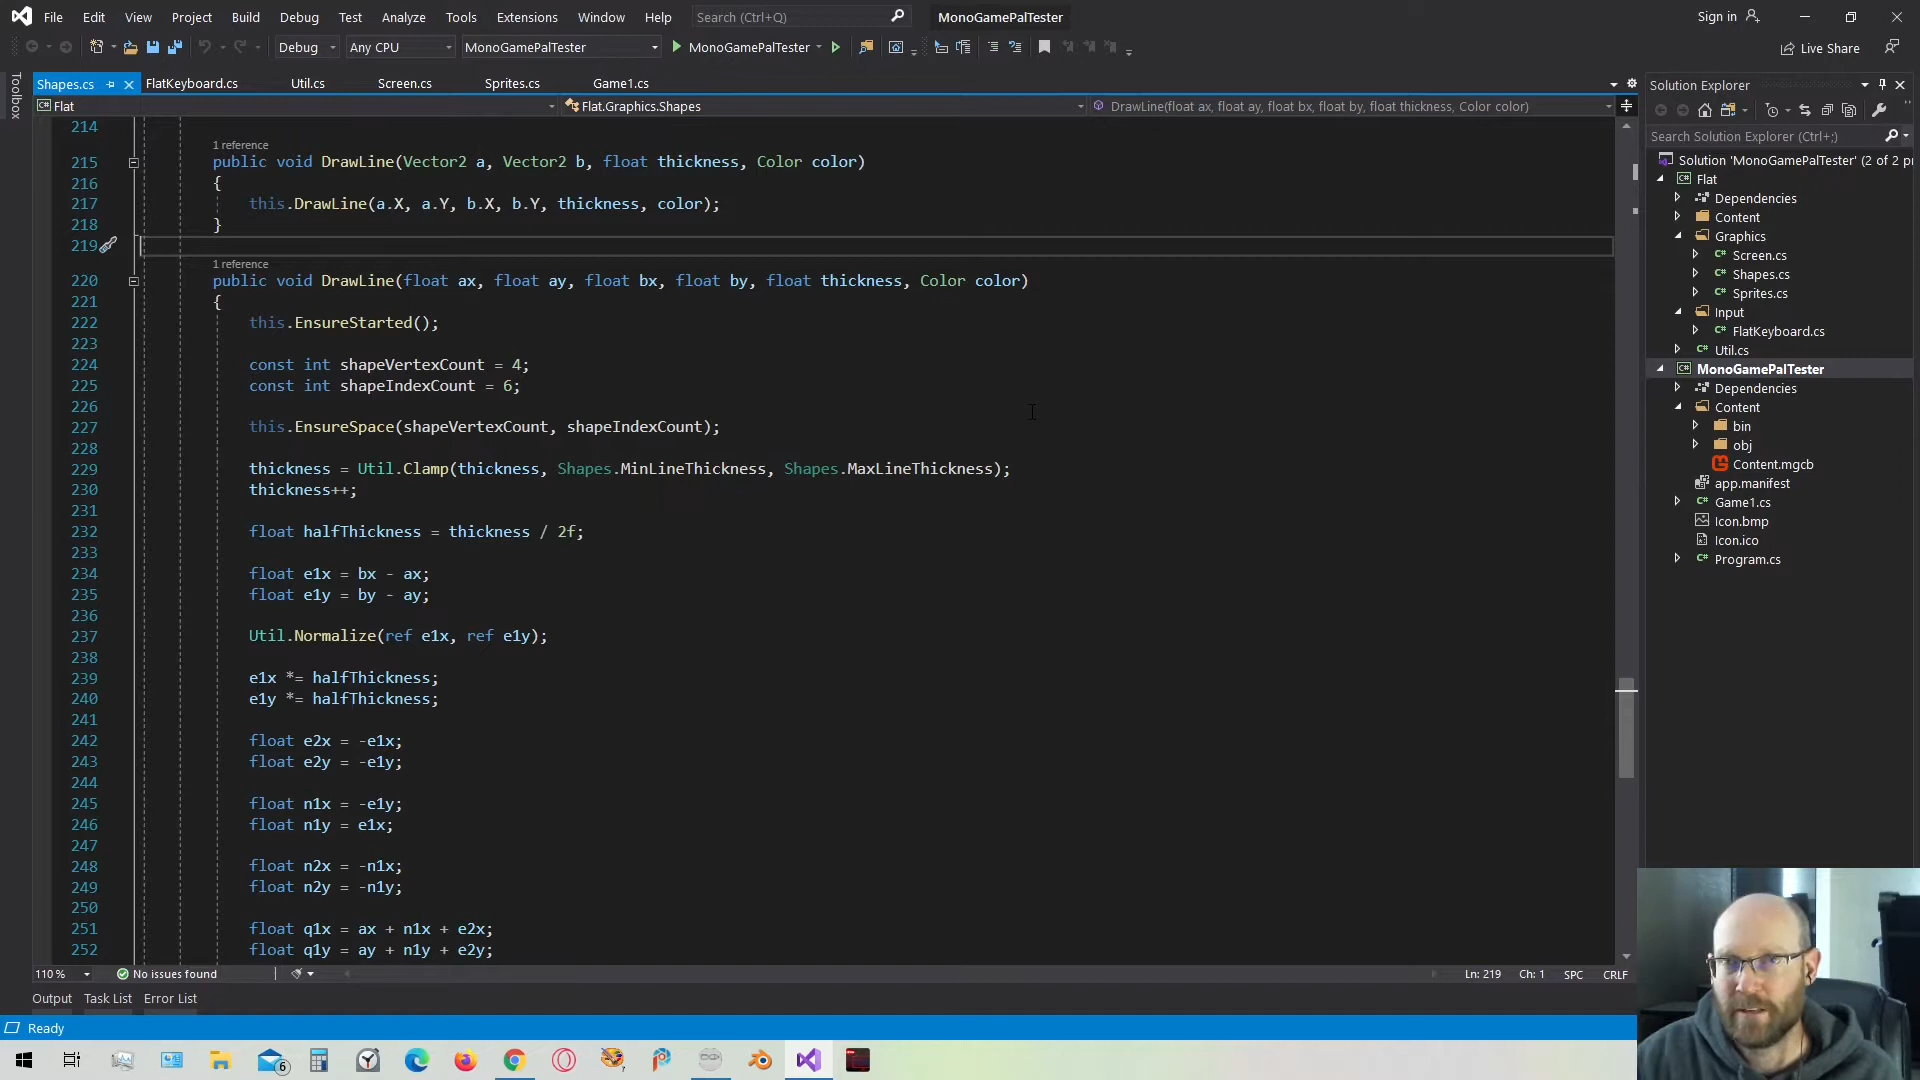 File Edit View Project Build Debug Test Analyze Tools Extensions Window Help Search (Ctrl+Q) MonoGamePalTester Sign in
Debug Any CPU MonoGamePalTester MonoGamePalTester Live Share
Toolbox
Shapes.cs FlatKeyboard.cs Util.cs Screen.cs Sprites.cs Game1.cs
Flat Flat.Graphics.Shapes DrawLine(float ax, float ay, float bx, float by, float thickness, Color color)
214
1 reference
215 public void DrawLine(Vector2 a, Vector2 b, float thickness, Color color)
216 {
217 this.DrawLine(a.X, a.Y, b.X, b.Y, thickness, color);
218 }
219
1 reference
220 public void DrawLine(float ax, float ay, float bx, float by, float thickness, Color color)
221 {
222 this.EnsureStarted();
223
224 const int shapeVertexCount = 4;
225 const int shapeIndexCount = 6;
226
227 this.EnsureSpace(shapeVertexCount, shapeIndexCount);
228
229 thickness = Util.Clamp(thickness, Shapes.MinLineThickness, Shapes.MaxLineThickness);
230 thickness++;
231
232 float halfThickness = thickness / 2f;
233
234 float e1x = bx - ax;
235 float e1y = by - ay;
236
237 Util.Normalize(ref e1x, ref e1y);
238
239 e1x *= halfThickness;
240 e1y *= halfThickness;
241
242 float e2x = -e1x;
243 float e2y = -e1y;
244
245 float n1x = -e1y;
246 float n1y = e1x;
247
248 float n2x = -n1x;
249 float n2y = -n1y;
250
251 float q1x = ax + n1x + e2x;
252 float q1y = ay + n1y + e2y;
110 % No issues found Ln: 219 Ch: 1 SPC CRLF
Output Task List Error List
Ready
Solution Explorer
Search Solution Explorer (Ctrl+;)
Solution 'MonoGamePalTester' (2 of 2 pr
C# Flat
Dependencies
Content
Graphics
C# Screen.cs
C# Shapes.cs
C# Sprites.cs
Input
C# FlatKeyboard.cs
C# Util.cs
C# MonoGamePalTester
Dependencies
Content
bin
obj
Content.mgcb
app.manifest
C# Game1.cs
Icon.bmp
Icon.ico
C# Program.cs
6